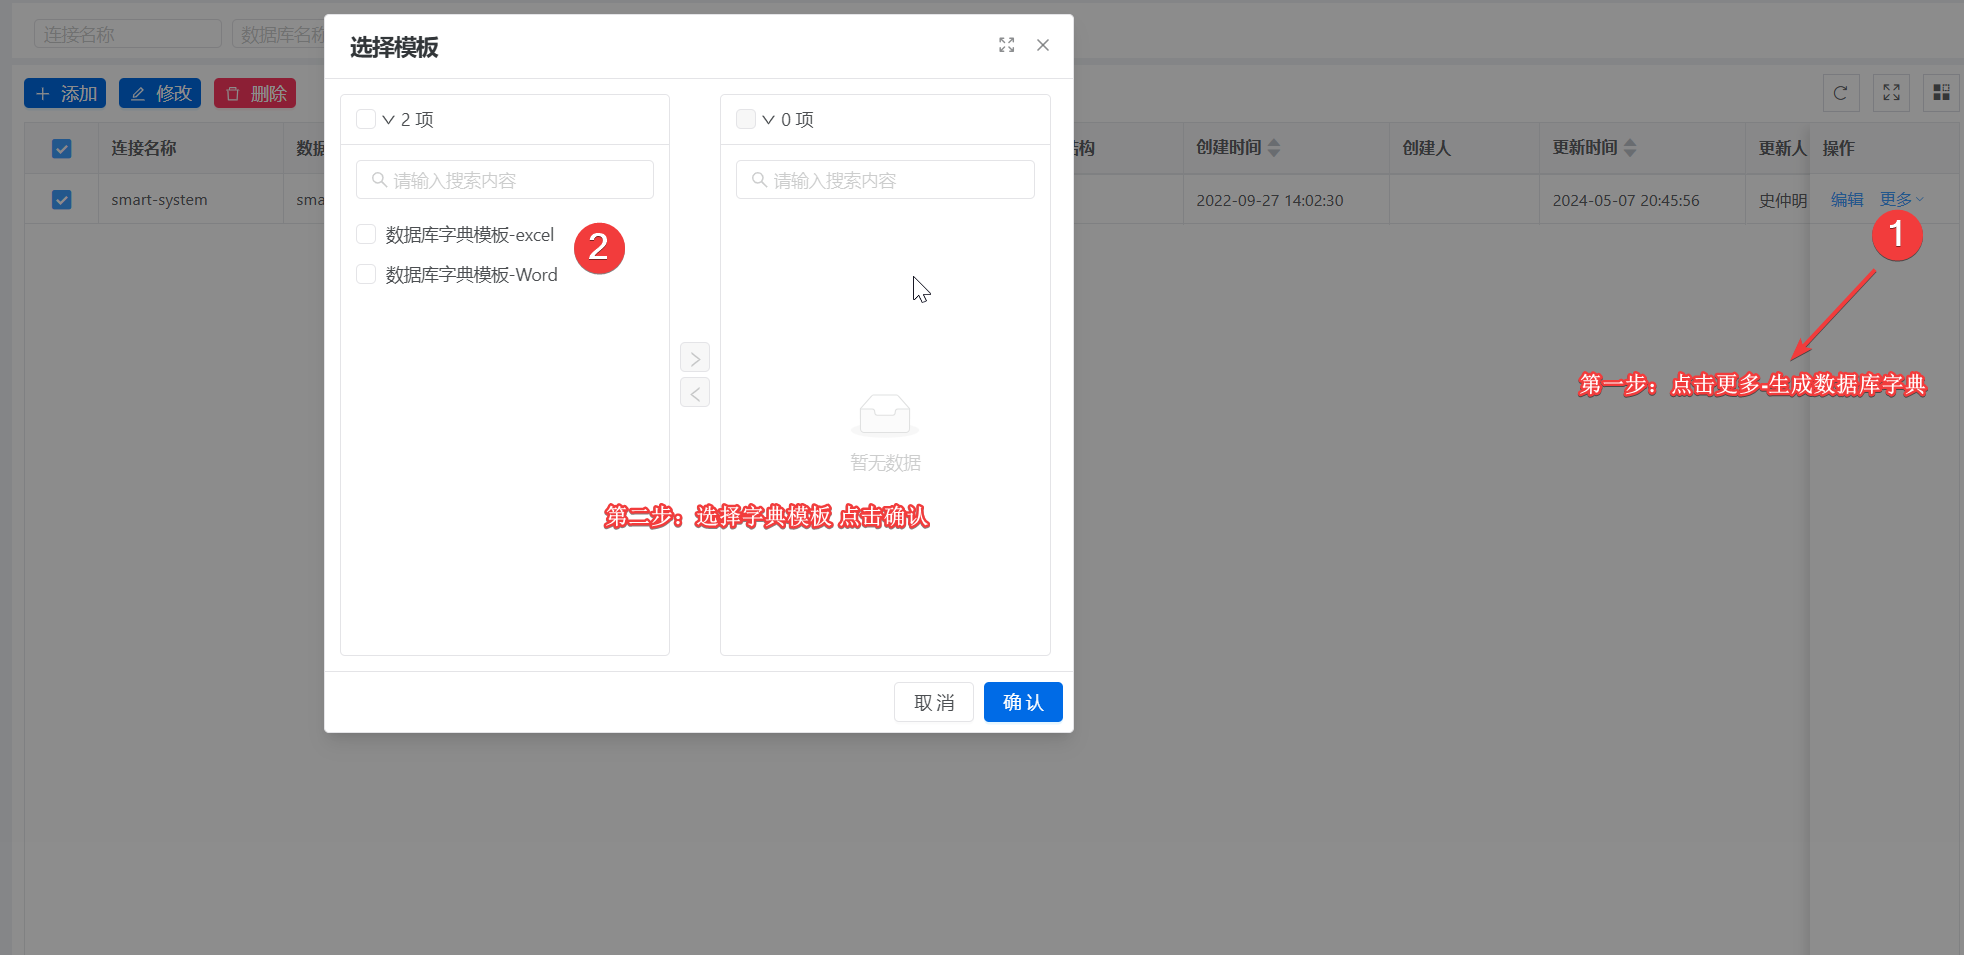 连接名称
数据库名称
选择模板
添加
修改
删除
2 项
0 项
连接名称
数据
结构
创建时间
创建人
更新时间
更新人
操作
请输入搜索内容
请输入搜索内容
smart-system
sma
2022-09-27 14:02:30
2024-05-07 20:45:56
史仲明
编辑
更多
数据库字典模板-excel
2
1
数据库字典模板-Word
第一步：点击更多-生成数据库字典
暂无数据
第二步：选择字典模板 点击确认
取 消
确 认